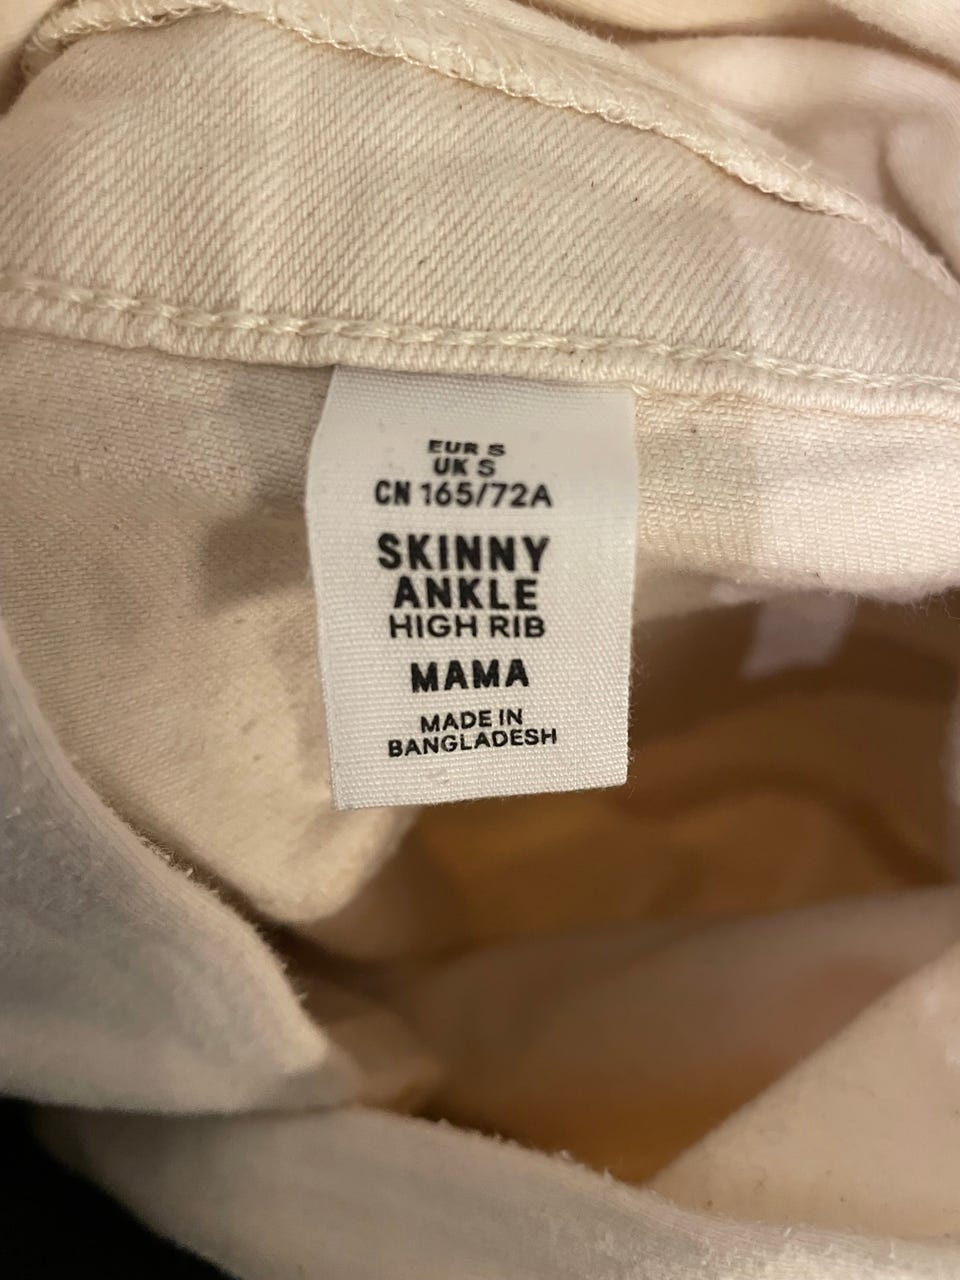 EUR S
UK S
CN 165/72A
SKINNY
ANKLE
HIGH RIB
MAMA
MADE IN
BANGLADESH